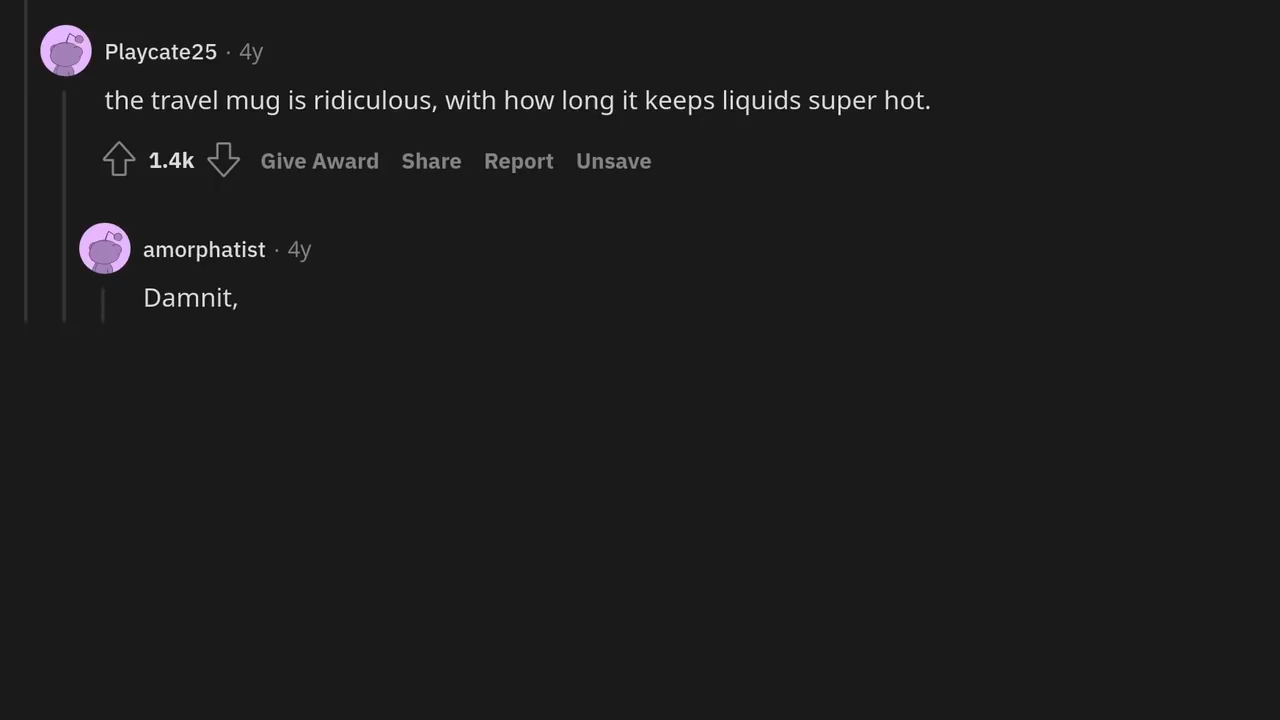 Playcate25 · 4y
the travel mug is ridiculous, with how long it keeps liquids super hot.
1.4k Give Award Share Report Unsave
amorphatist · 4y
Damnit,